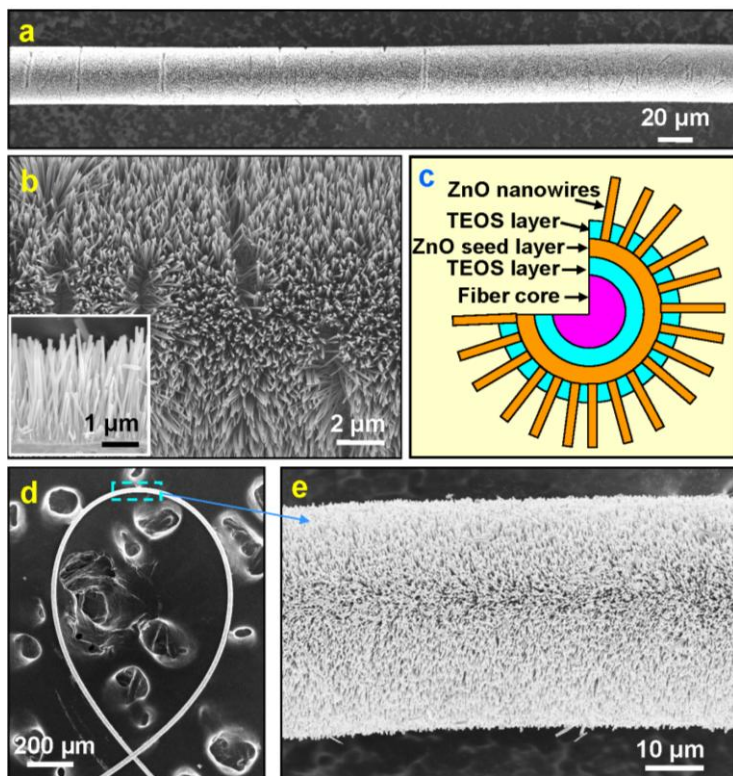 a
20 µm
b
1 µm
2 µm
c
ZnO nanowires
TEOS layer
ZnO seed layer
TEOS layer
Fiber core
d
200 µm
e
10 µm